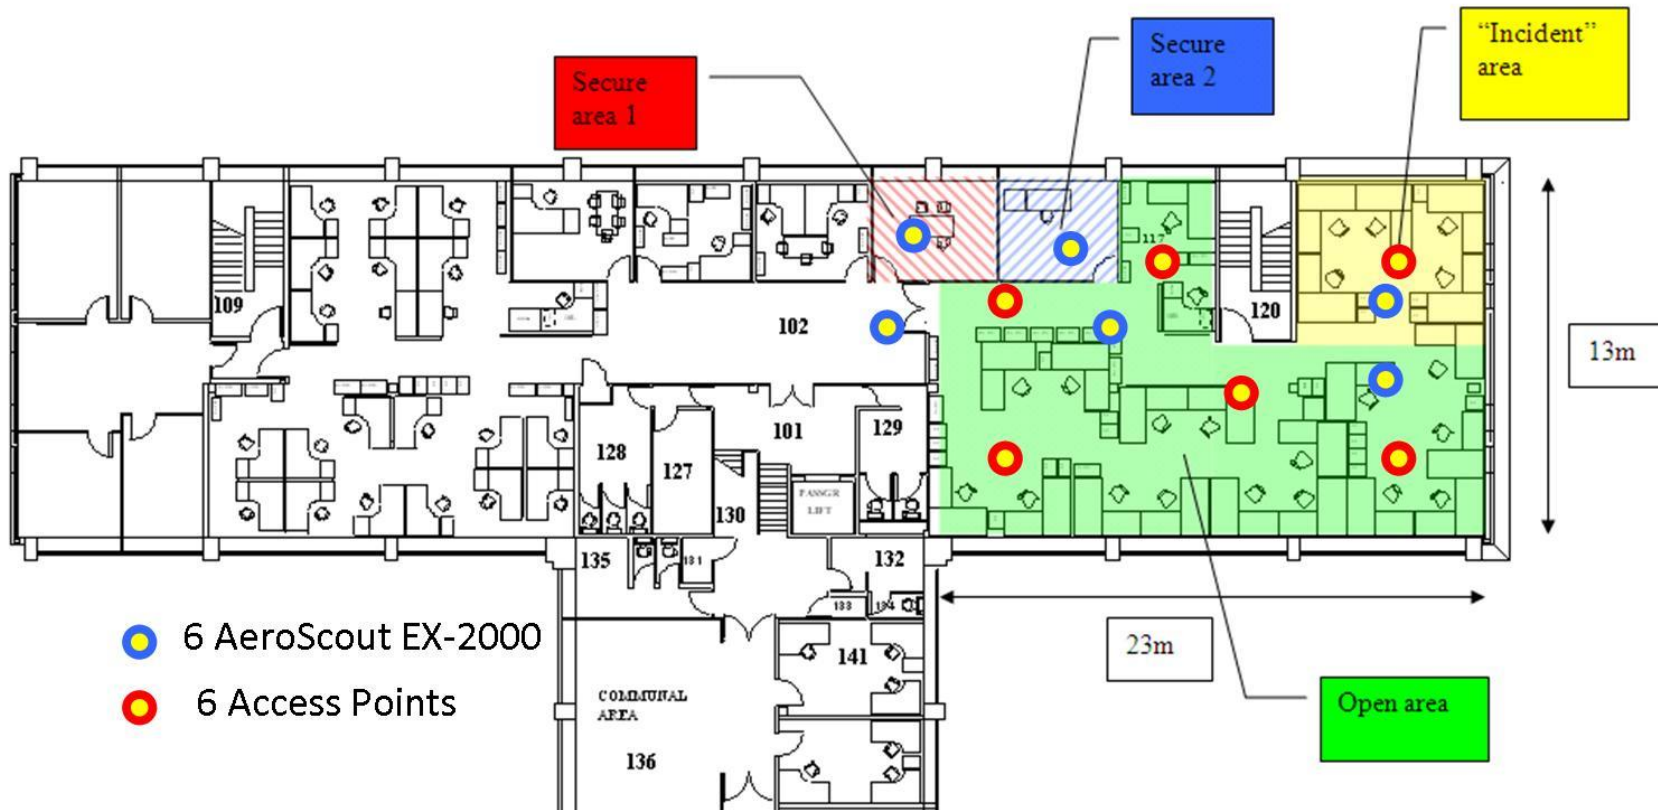 Secure
area 1
Secure
area 2
“Incident”
area
109
102
117
120
13m
101
129
128
127
130
PASSGR
LIFT
135
131
132
133
134
23m
6 AeroScout EX-2000
6 Access Points
141
COMMUNAL
AREA
136
Open area